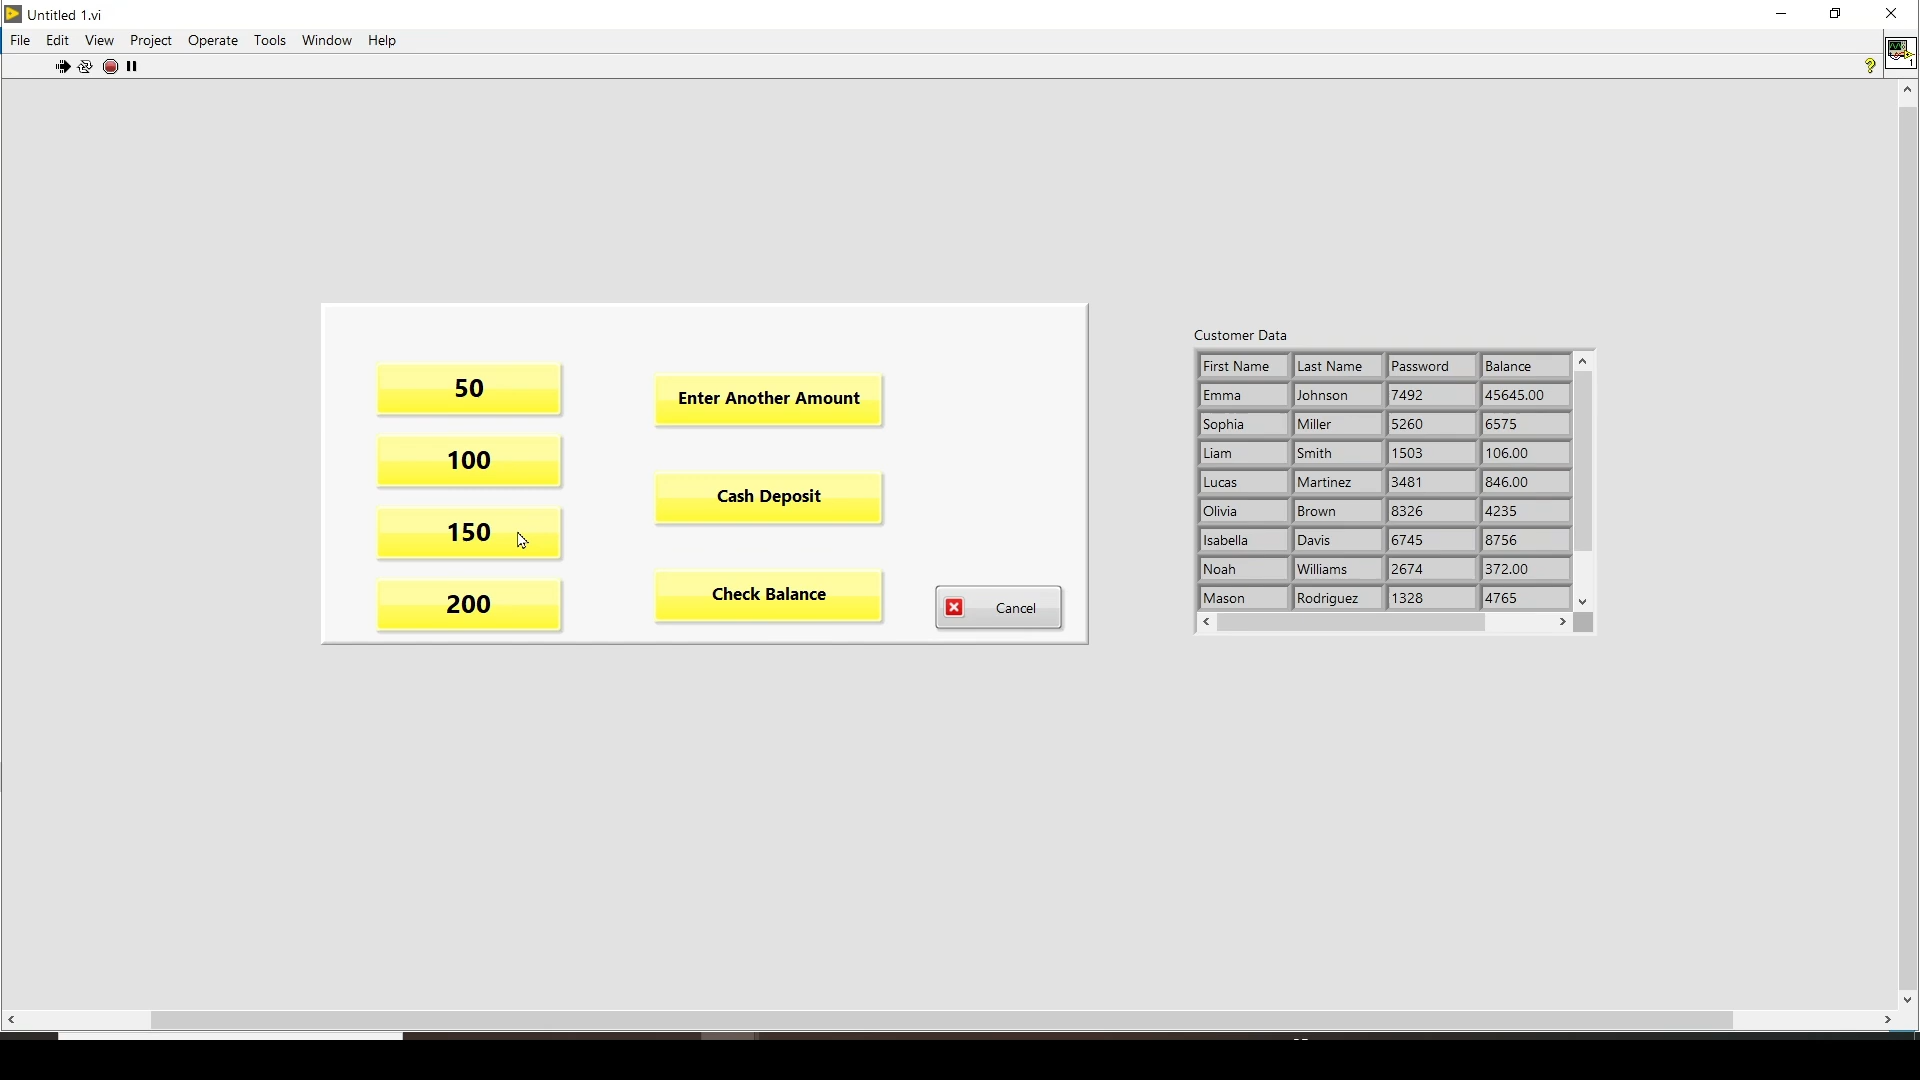 Untitled 1.vi
File Edit View Project Operate Tools Window Help
?
1
50
100
150
200
Enter Another Amount
Cash Deposit
Check Balance
Cancel
Customer Data
First Name Last Name Password Balance
Emma Johnson 7492 45645.00
Sophia Miller 5260 6575
Liam Smith 1503 106.00
Lucas Martinez 3481 846.00
Olivia Brown 8326 4235
Isabella Davis 6745 8756
Noah Williams 2674 372.00
Mason Rodriguez 1328 4765